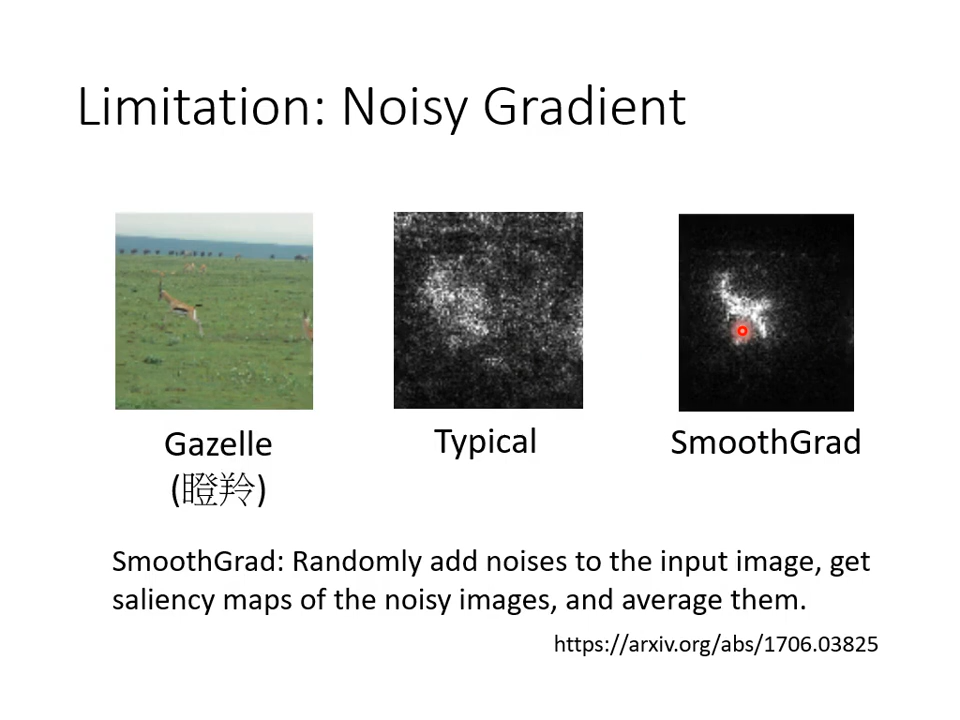 Limitation: Noisy Gradient
Gazelle
(瞪羚)
Typical
SmoothGrad
SmoothGrad: Randomly add noises to the input image, get
saliency maps of the noisy images, and average them.
https://arxiv.org/abs/1706.03825